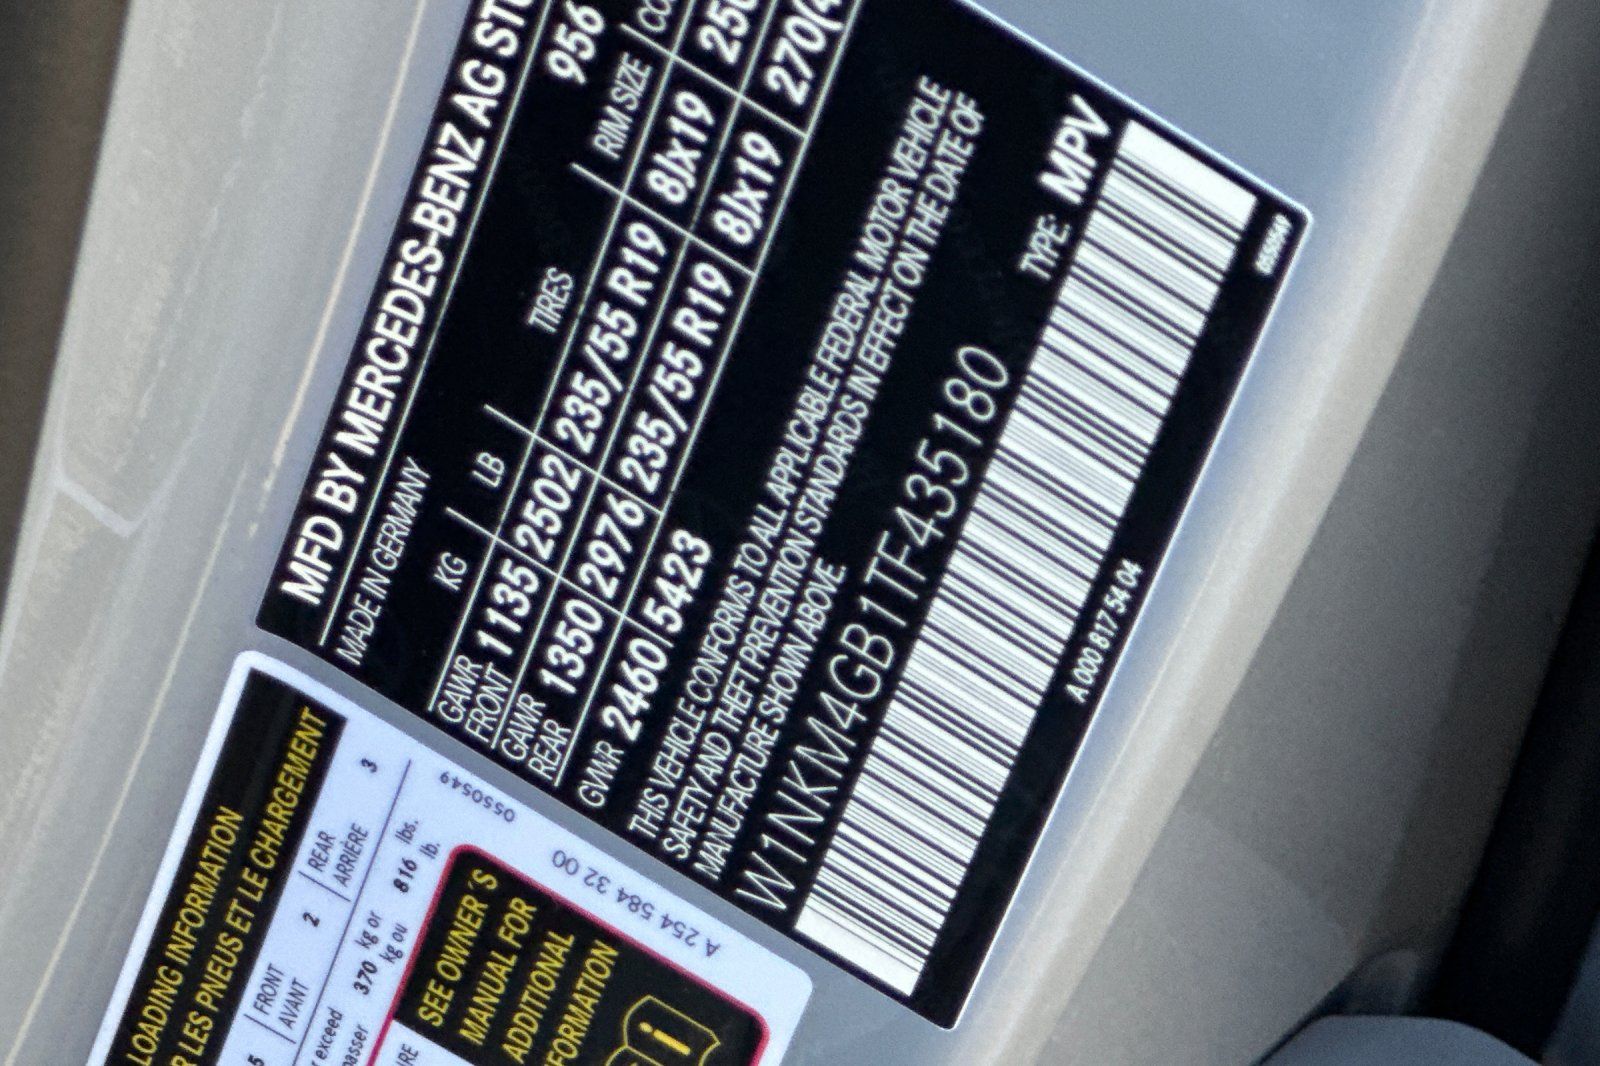 MFD BY MERCEDES-BENZ AG
MADE IN GERMANY
956
KG LB TIRES RIM SIZE
GAWR FRONT 1135 2502 235/55 R19 8Jx19
GAWR REAR 1350 2976 235/55 R19 8Jx19
GVWR 2460 5423
THIS VEHICLE CONFORMS TO ALL APPLICABLE FEDERAL MOTOR VEHICLE
SAFETY AND THEFT PREVENTION STANDARDS IN EFFECT ON THE DATE OF
MANUFACTURE SHOWN ABOVE.
W1NKM4GB1TF435180 TYPE: MPV
A 000 817 54 04
LOADING INFORMATION
LES PNEUS ET LE CHARGEMENT
FRONT 2 REAR 3
AVANT ARRIÈRE
exceed 370 kg or 816 lbs.
kg ou lb.
SEE OWNER'S
MANUAL FOR
ADDITIONAL
0550549
A 254 584 32 00